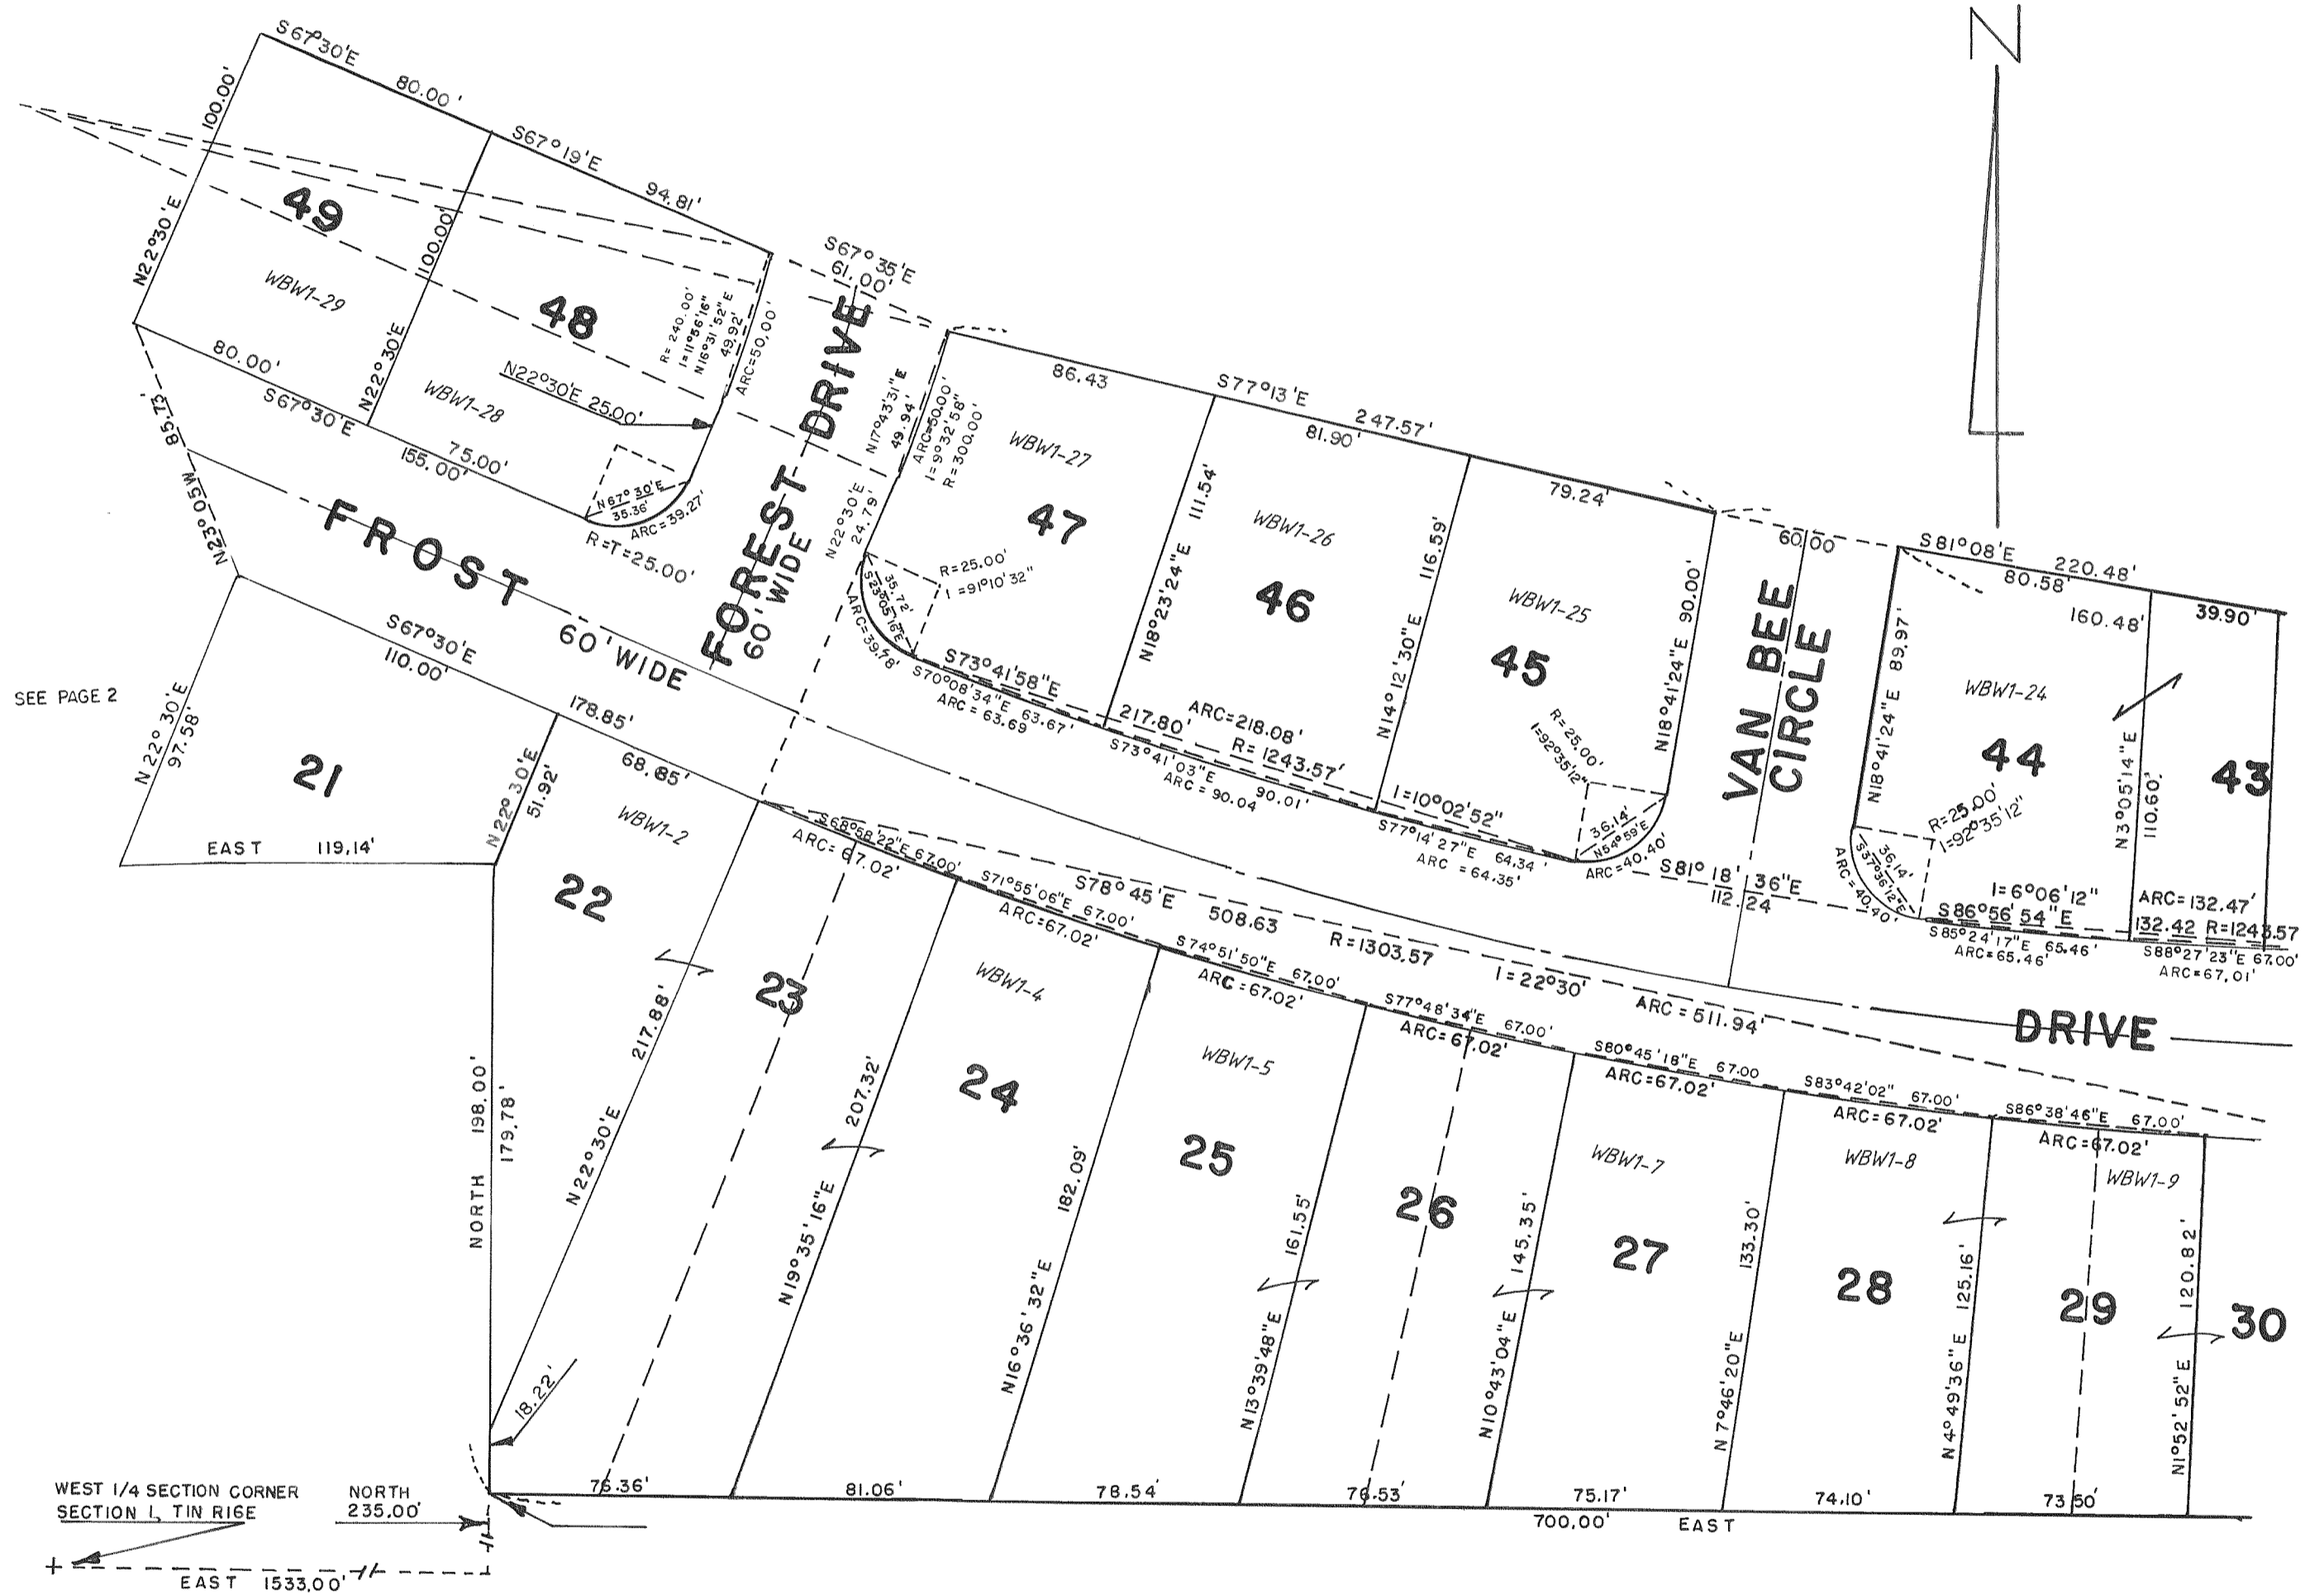 N
S67°30'E
80.00'
100.00'
N22°30'E
49
WBW1-29
80.00'
S67°30'E
S67°19'E
94.81'
100.00'
N22°30'E
48
WBW1-28
R=240.00'
I=11°56'16"
N16°31'52"E
49.92'
ARC=50.00'
N22°30'E 25.00'
75.00'
155.00'
N67°30'E
35.36'
ARC=39.27'
R=T=25.00'
S67°35'E
61.00'
FOREST DRIVE
60' WIDE
N17°43'31"E
49.94'
ARC=50.00'
I=9°32'58"
R=300.00'
N22°30'E
24.79'
86.43
S77°13'E
247.57'
81.90'
79.24'
WBW1-27
47
R=25.00'
I=91°10'32"
35.72'
S23°05'16"E
ARC=39.78'
N18°23'24"E 111.54'
WBW1-26
46
N14°12'30"E 116.59'
WBW1-25
45
N18°41'24"E 90.00'
R=25.00'
I=92°35'12"
36.14'
N54°59'E
ARC=40.40'
S73°41'58"E
217.80'
ARC=218.08'
R=1243.57'
I=10°02'52"
S70°08'34"E 63.67'
ARC=63.69
S73°41'03"E 90.01'
ARC=90.04
S77°14'27"E 64.34'
ARC=64.35'
60.00
VAN BEE
CIRCLE
S81°18'36"E
112.24
S81°08'E
220.48'
80.58'
160.48'
39.90'
N18°41'24"E 89.97'
WBW1-24
44
R=25.00'
I=92°35'12"
36.14'
S37°36'12"E
ARC=40.40'
N3°05'14"E
110.60'
43
I=6°06'12"
ARC=132.47'
S86°56'54"E
132.42 R=1243.57
S85°24'17"E 65.46'
ARC=65.46'
S88°27'23"E 67.00'
ARC=67.01'
85.73'
N23°05'W
FROST
60' WIDE
DRIVE
SEE PAGE 2
N22°30'E
97.58'
S67°30'E
110.00'
178.85'
68.85'
21
EAST 119.14'
N22°30'E
51.92'
WBW1-2
22
S78°45'E
508.63
R=1303.57
I=22°30'
ARC=511.94'
S68°58'22"E 67.00'
ARC=67.02'
S71°55'06"E 67.00'
ARC=67.02'
S74°51'50"E 67.00'
ARC=67.02'
S77°48'34"E 67.00'
ARC=67.02'
S80°45'18"E 67.00
ARC=67.02'
S83°42'02" 67.00'
ARC=67.02'
S86°38'46"E 67.00'
ARC=67.02'
NORTH 198.00'
179.78'
N22°30'E 217.88'
23
N19°35'16"E 207.32'
WBW1-4
24
N16°36'32"E 182.09'
WBW1-5
25
N13°39'48"E 161.55'
26
N10°43'04"E 145.35'
WBW1-7
27
N7°46'20"E 133.30'
WBW1-8
28
N4°49'36"E 125.16'
WBW1-9
29
N1°52'52"E 120.82'
30
18.22'
76.36'
81.06'
78.54'
76.53'
75.17'
74.10'
73.50'
700.00' EAST
WEST 1/4 SECTION CORNER
SECTION 1, T1N R16E
NORTH
235.00'
EAST 1533.00'